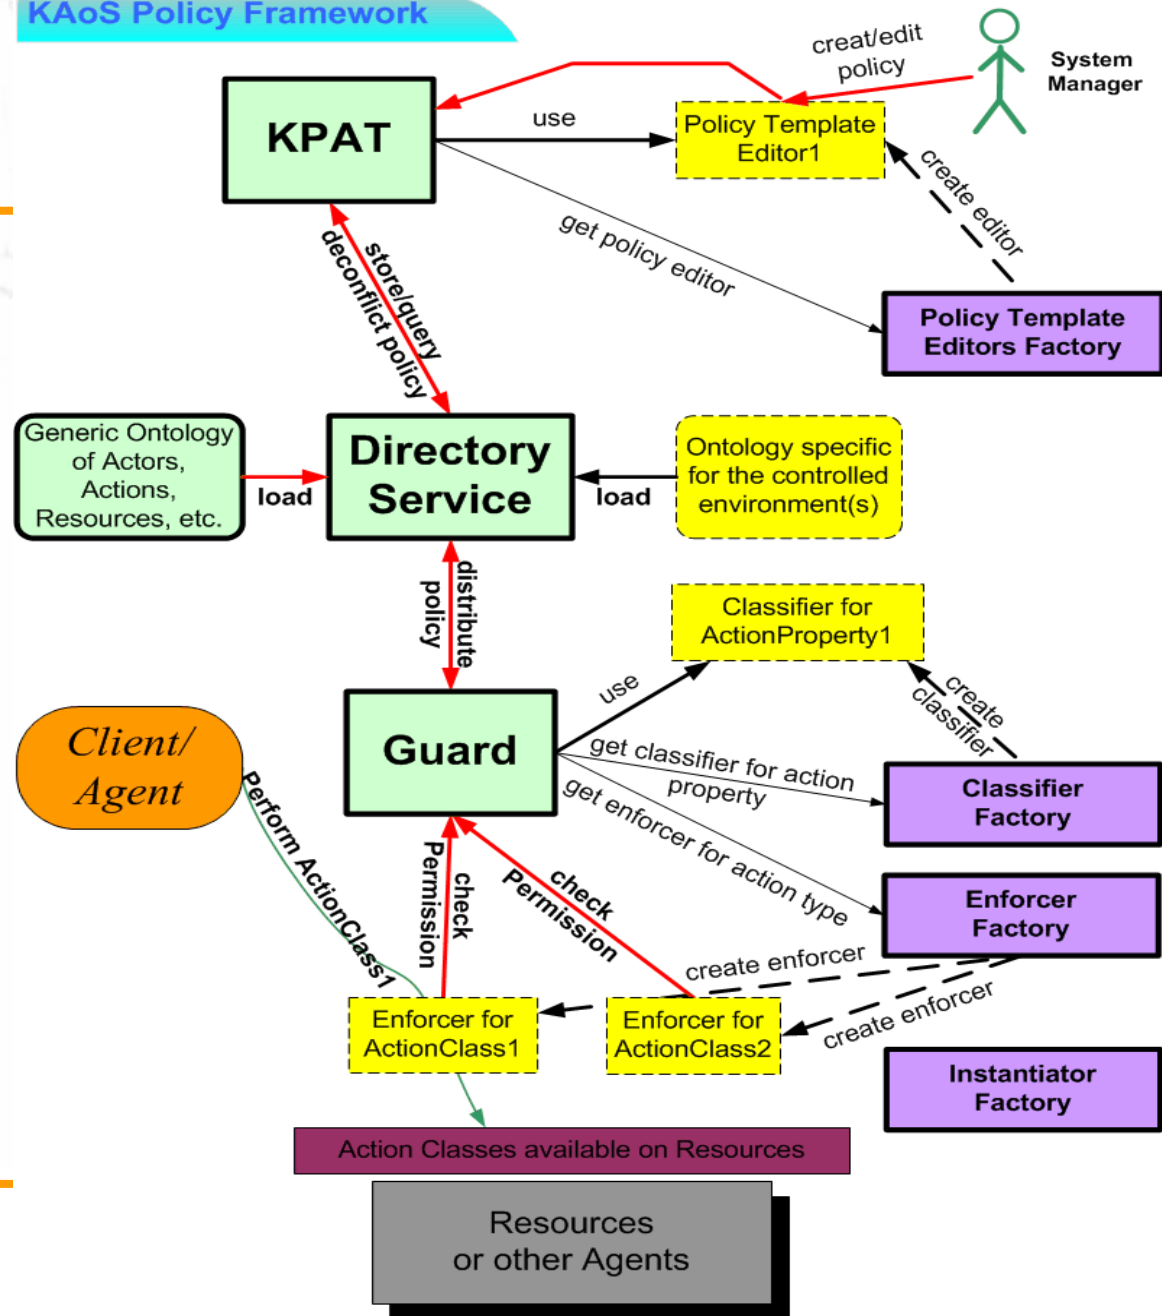 KAoS Policy Framework
creat/edit
policy
System
Manager
KPAT
use
Policy Template
Editor1
create editor
get policy editor
store/query
deconflict policy
Policy Template
Editors Factory
Generic Ontology
of Actors,
Actions,
Resources, etc.
load
Directory
Service
load
Ontology specific
for the controlled
environment(s)
distribute
policy
Classifier for
ActionProperty1
use
create
classifier
Client/
Agent
Guard
get classifier for action
property
get enforcer for action type
Classifier
Factory
Perform ActionClass1
check
Permission
check
Permission
Enforcer
Factory
create enforcer
create enforcer
Enforcer for
ActionClass1
Enforcer for
ActionClass2
Instantiator
Factory
Action Classes available on Resources
Resources
or other Agents